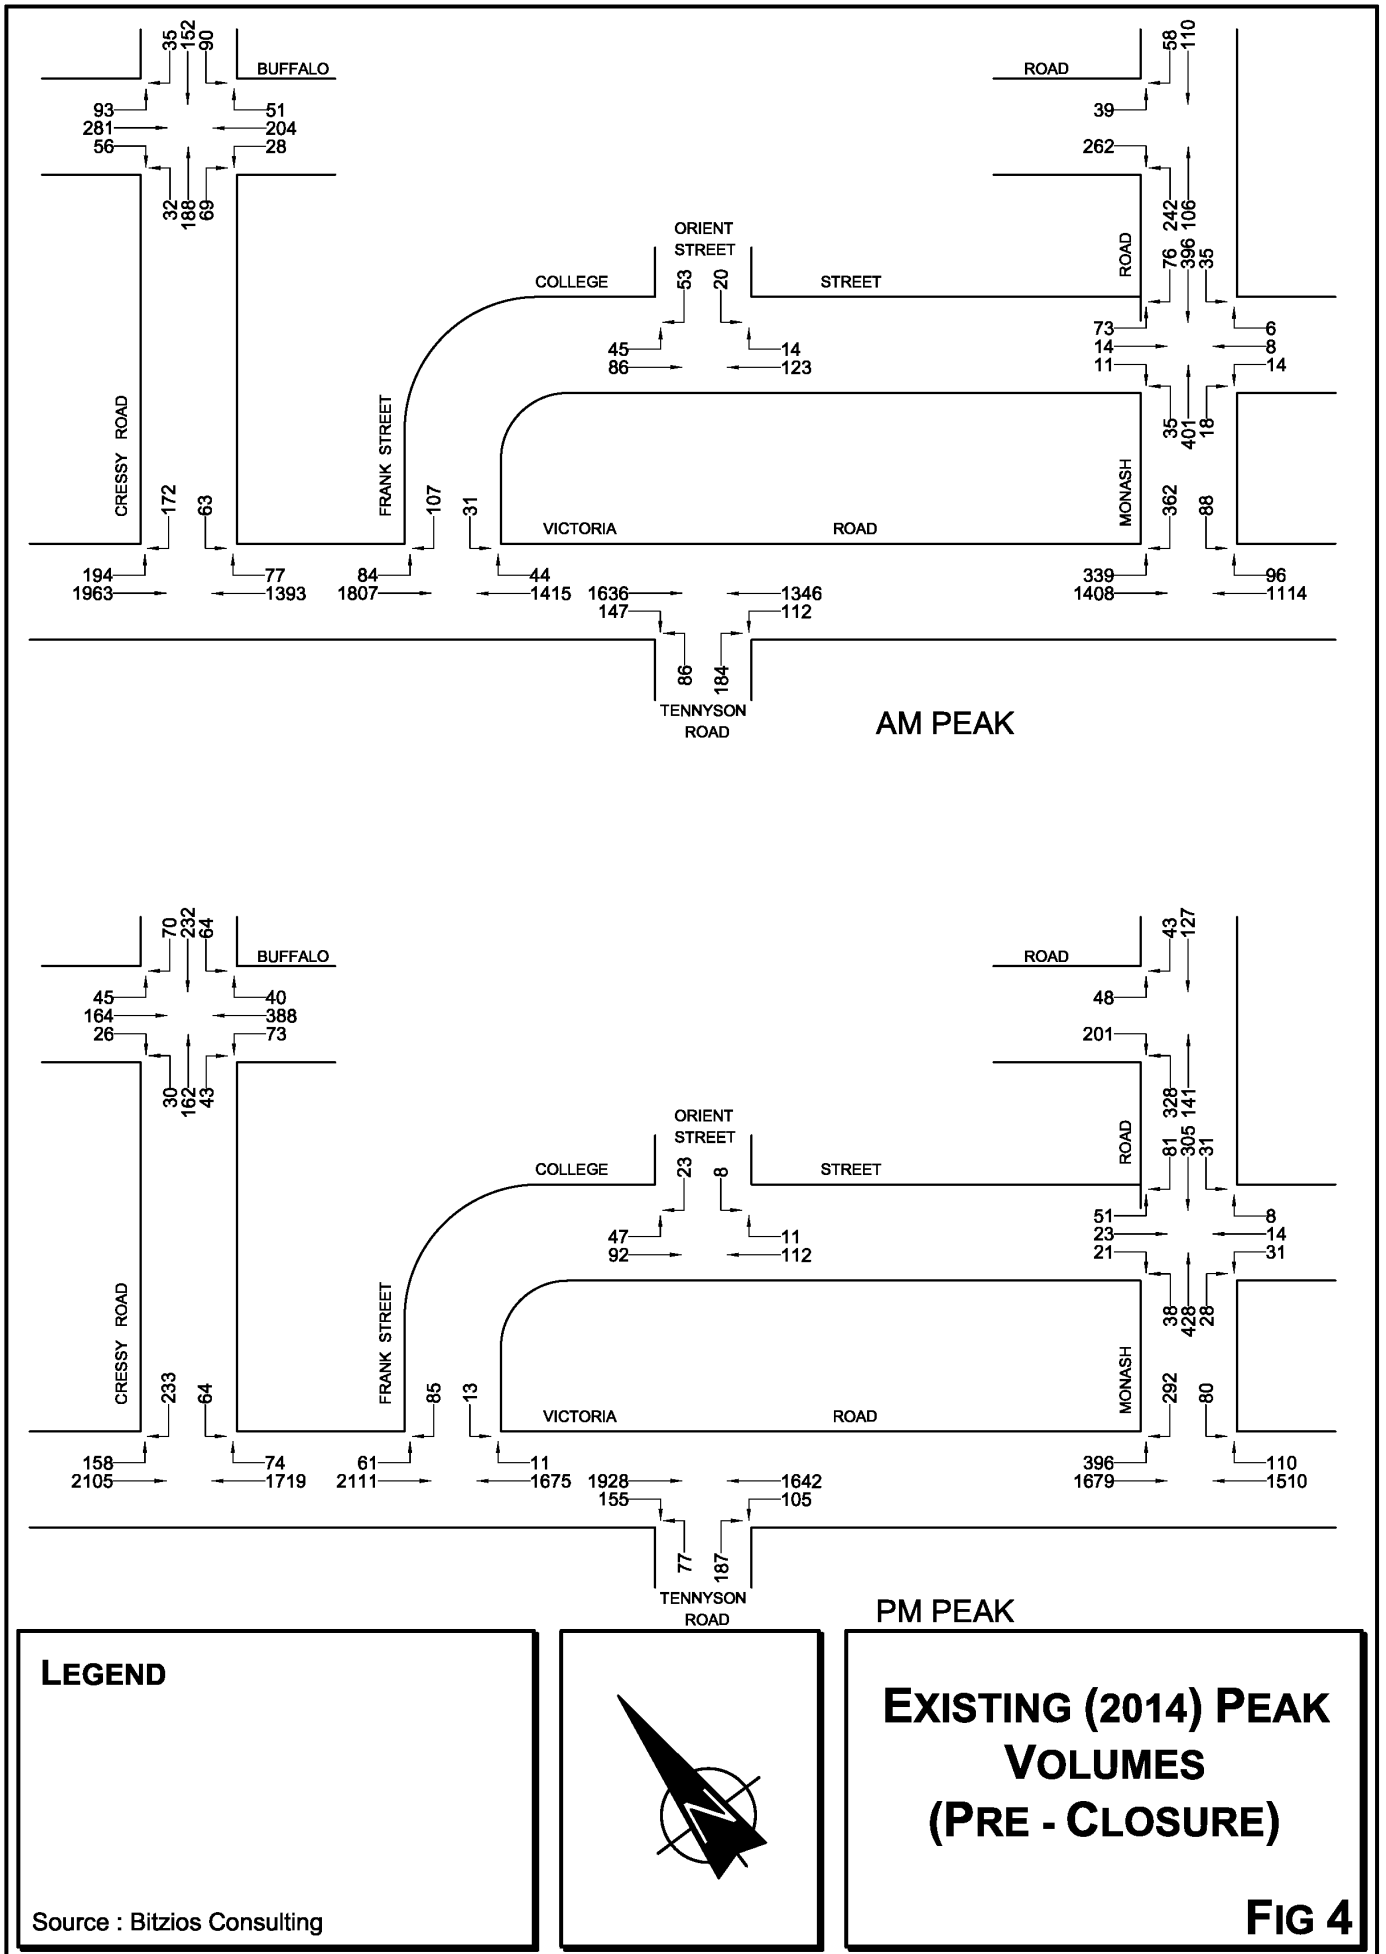 35 152 90
BUFFALO
93
281
56
51
204
28
32 188 69
ROAD
58 110
39
262
242 106
ORIENT
STREET
53 20
COLLEGE
STREET
45
86
14
123
ROAD
76 396 35
73
14
11
6
8
14
35 401 18
CRESSY ROAD
172 63
FRANK STREET
107 31
VICTORIA
ROAD
MONASH
362 88
194
1963
77
1393
84
1807
44
1415
1636
147
1346
112
339
1408
96
1114
86 184
TENNYSON
ROAD
AM PEAK
70 232 64
BUFFALO
45
164
26
40
388
73
30 162 43
ROAD
43 127
48
201
328 141
ORIENT
STREET
23 8
COLLEGE
STREET
47
92
11
112
ROAD
81 305 31
51
23
21
8
14
31
38 428 28
CRESSY ROAD
233 64
FRANK STREET
85 13
VICTORIA
ROAD
MONASH
292 80
158
2105
74
1719
61
2111
11
1675
1928
155
1642
105
396
1679
110
1510
77 187
TENNYSON
ROAD
PM PEAK
LEGEND
Source : Bitzios Consulting
N
EXISTING (2014) PEAK
VOLUMES
(PRE - CLOSURE)
FIG 4